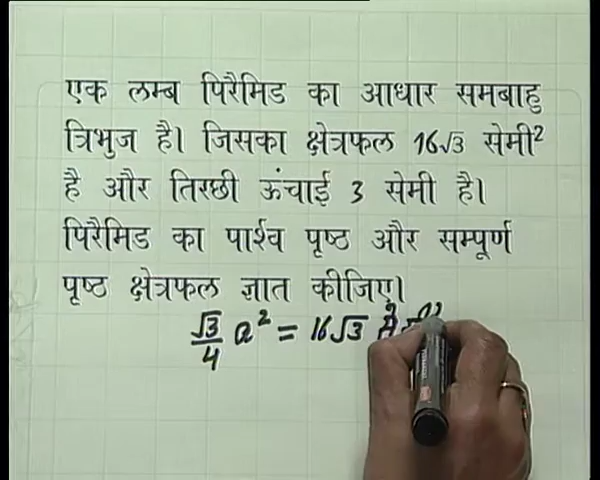 एक लम्ब पिरैमिड का आधार समबाहु
त्रिभुज है। जिसका क्षेत्रफल 16√3 सेमी²
है और तिरछी ऊंचाई 3 सेमी है।
पिरैमिड का पार्श्व पृष्ठ और सम्पूर्ण
पृष्ठ क्षेत्रफल ज्ञात कीजिए।
√3/4 a² = 16√3